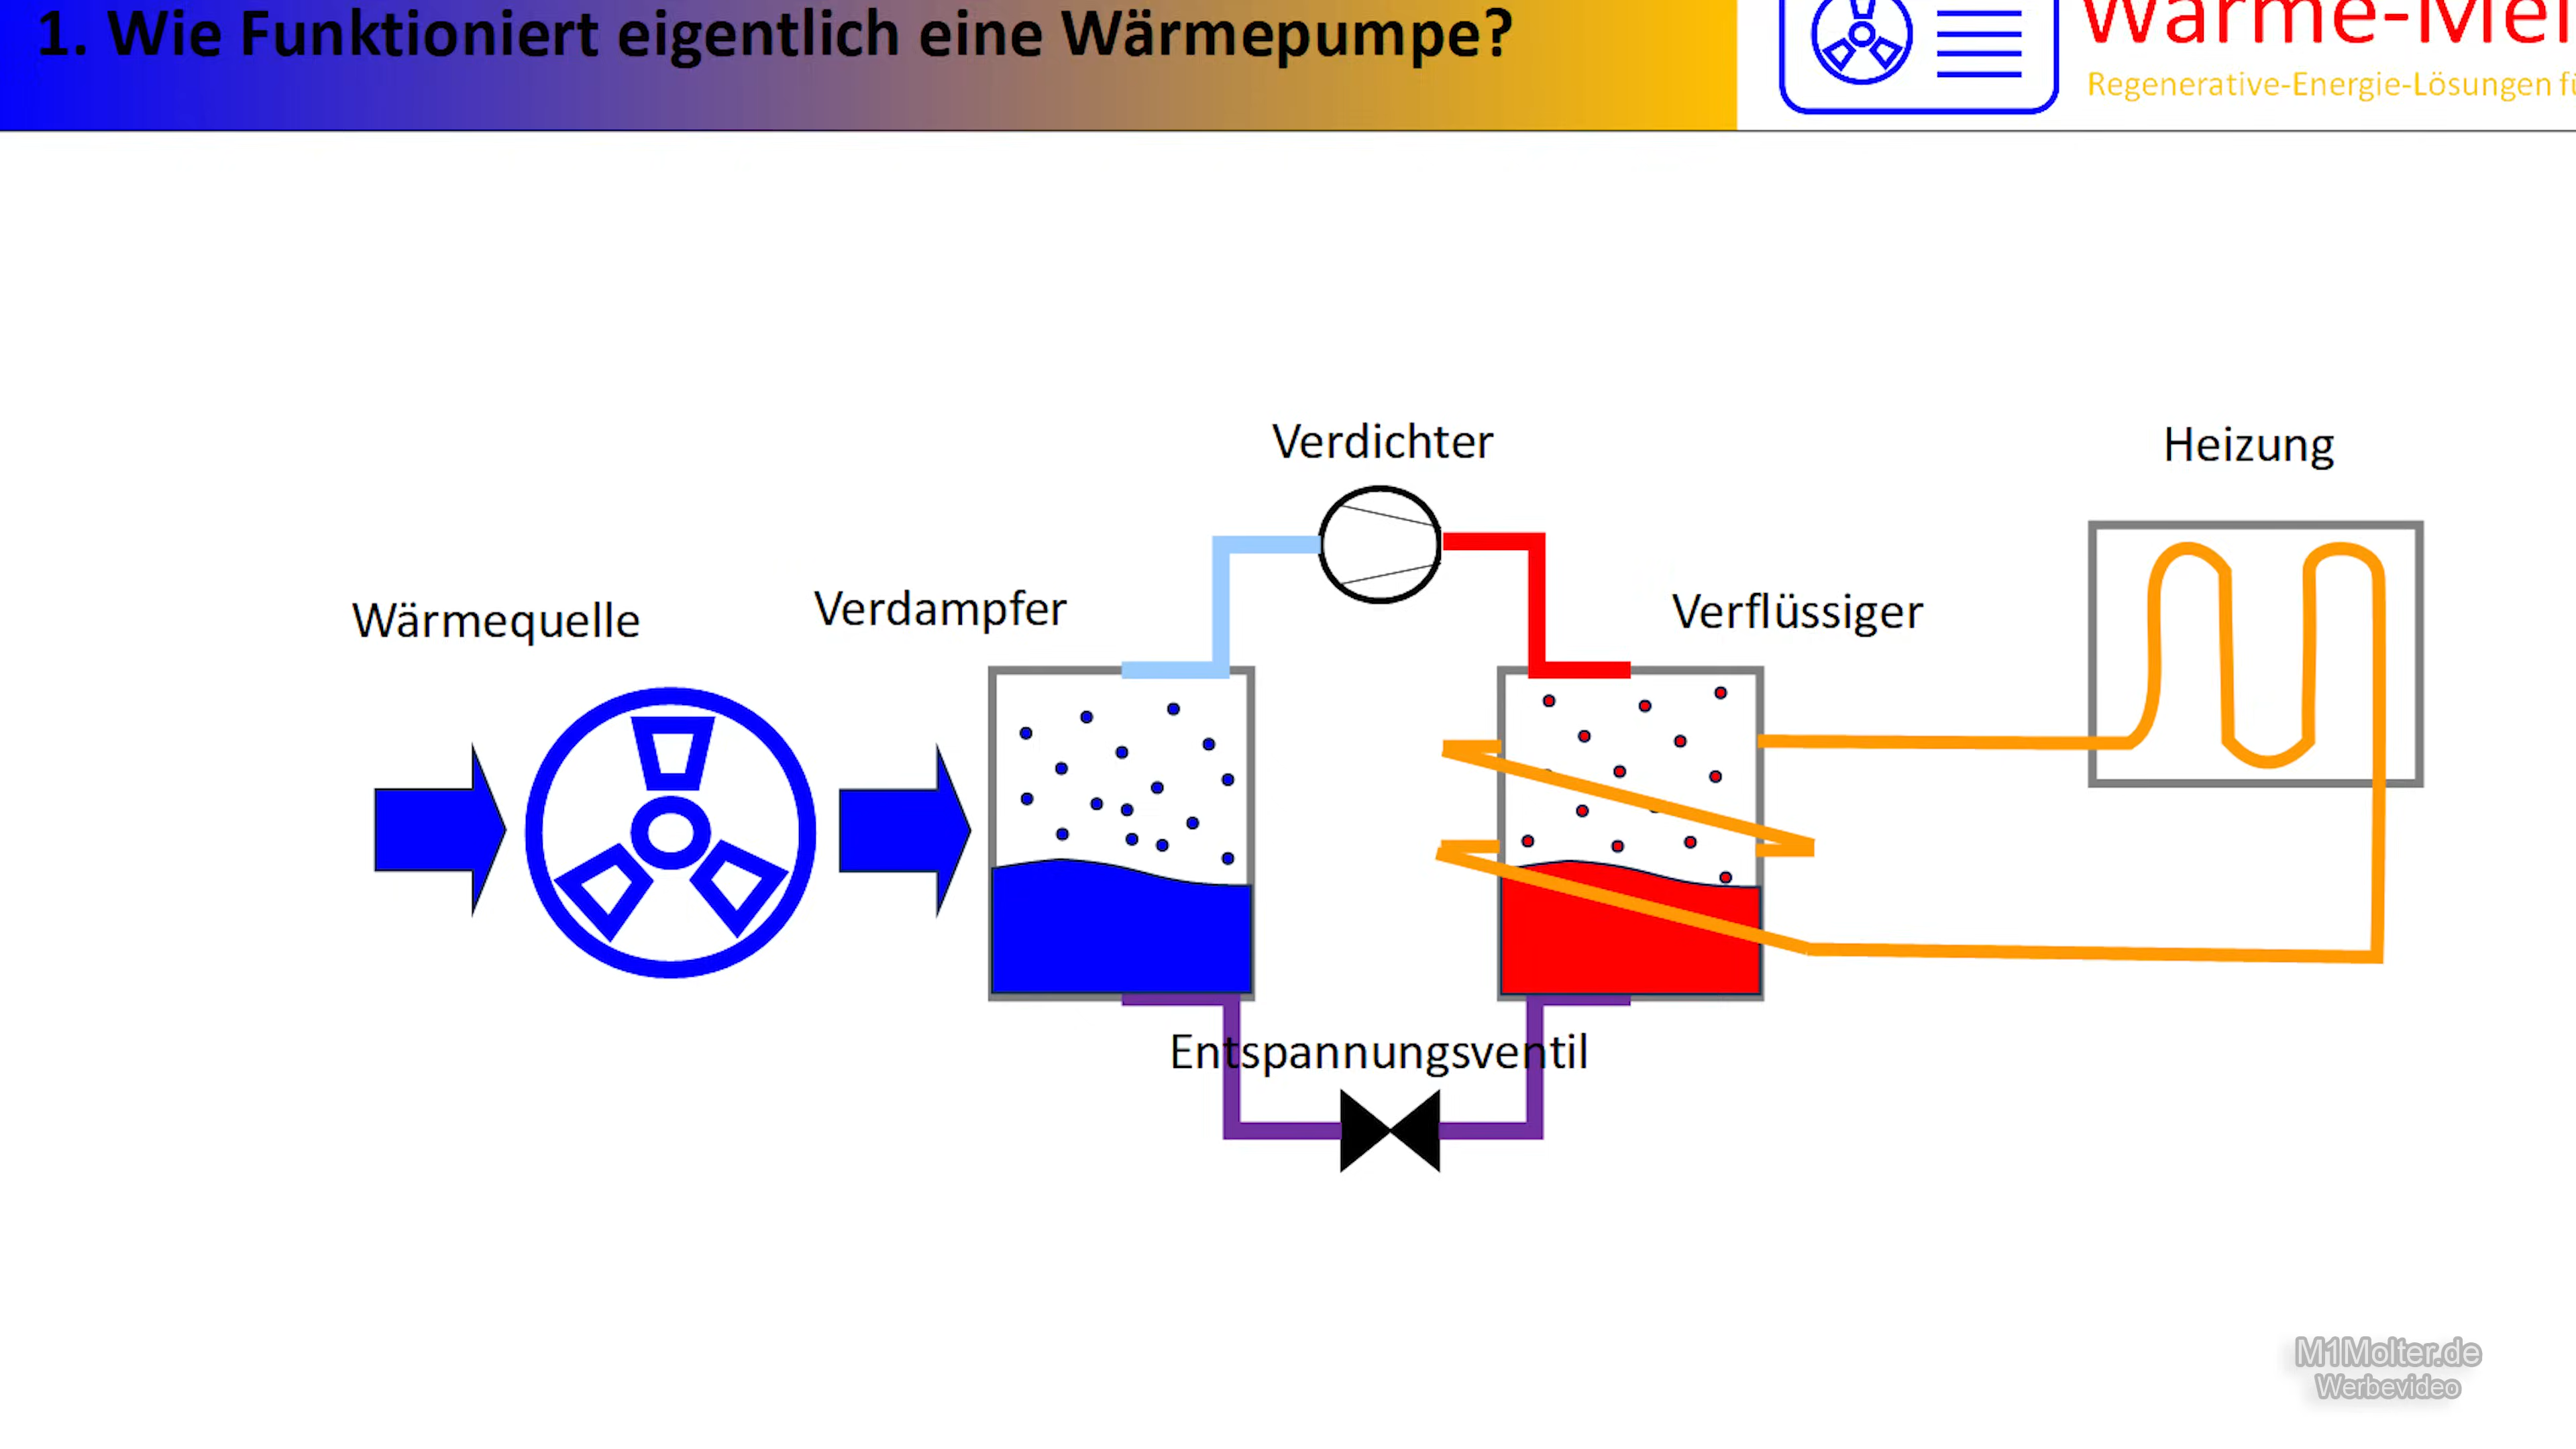 1. Wie Funktioniert eigentlich eine Wärmepumpe?
Regenerative-Energie-Lösungen
Verdichter
Heizung
Wärmequelle
Verdampfer
Verflüssiger
Entspannungsventil
M1Molter.de
Werbevideo